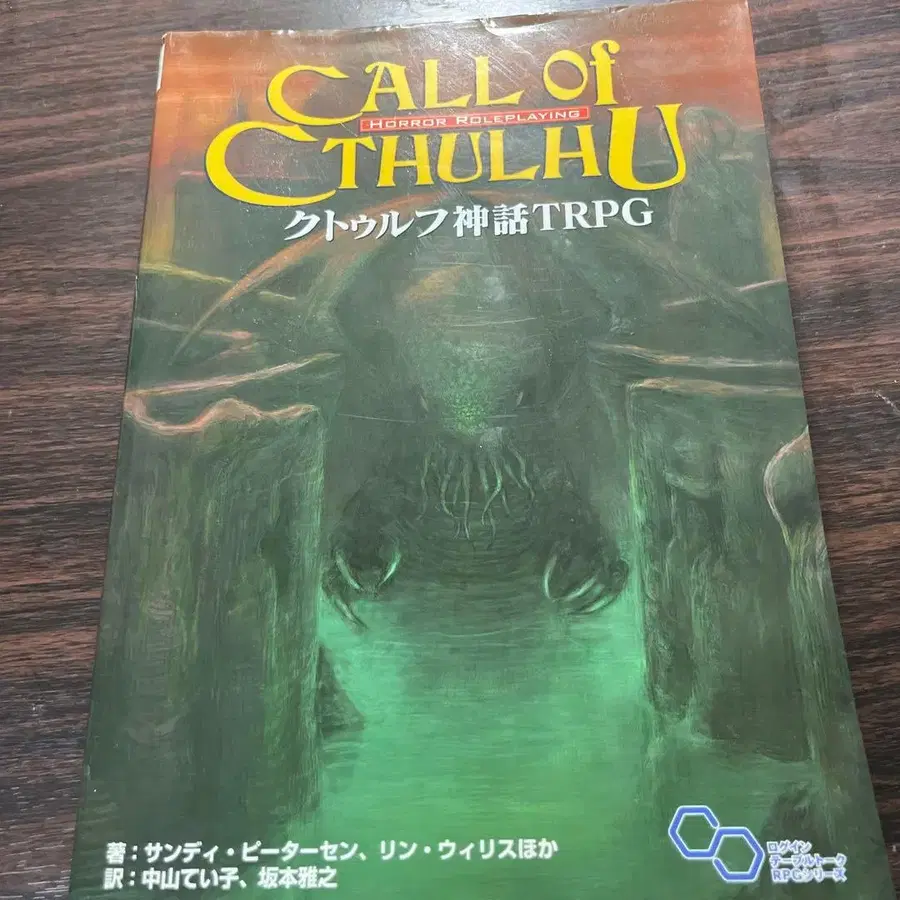 CALL of
HORROR ROLEPLAYING
CTHULHU
クトゥルフ神話TRPG
著：サンディ・ピーターセン、リン・ウィリスほか
訳：中山てい子、坂本雅之
ログイン
テーブルトーク
RPGシリーズ